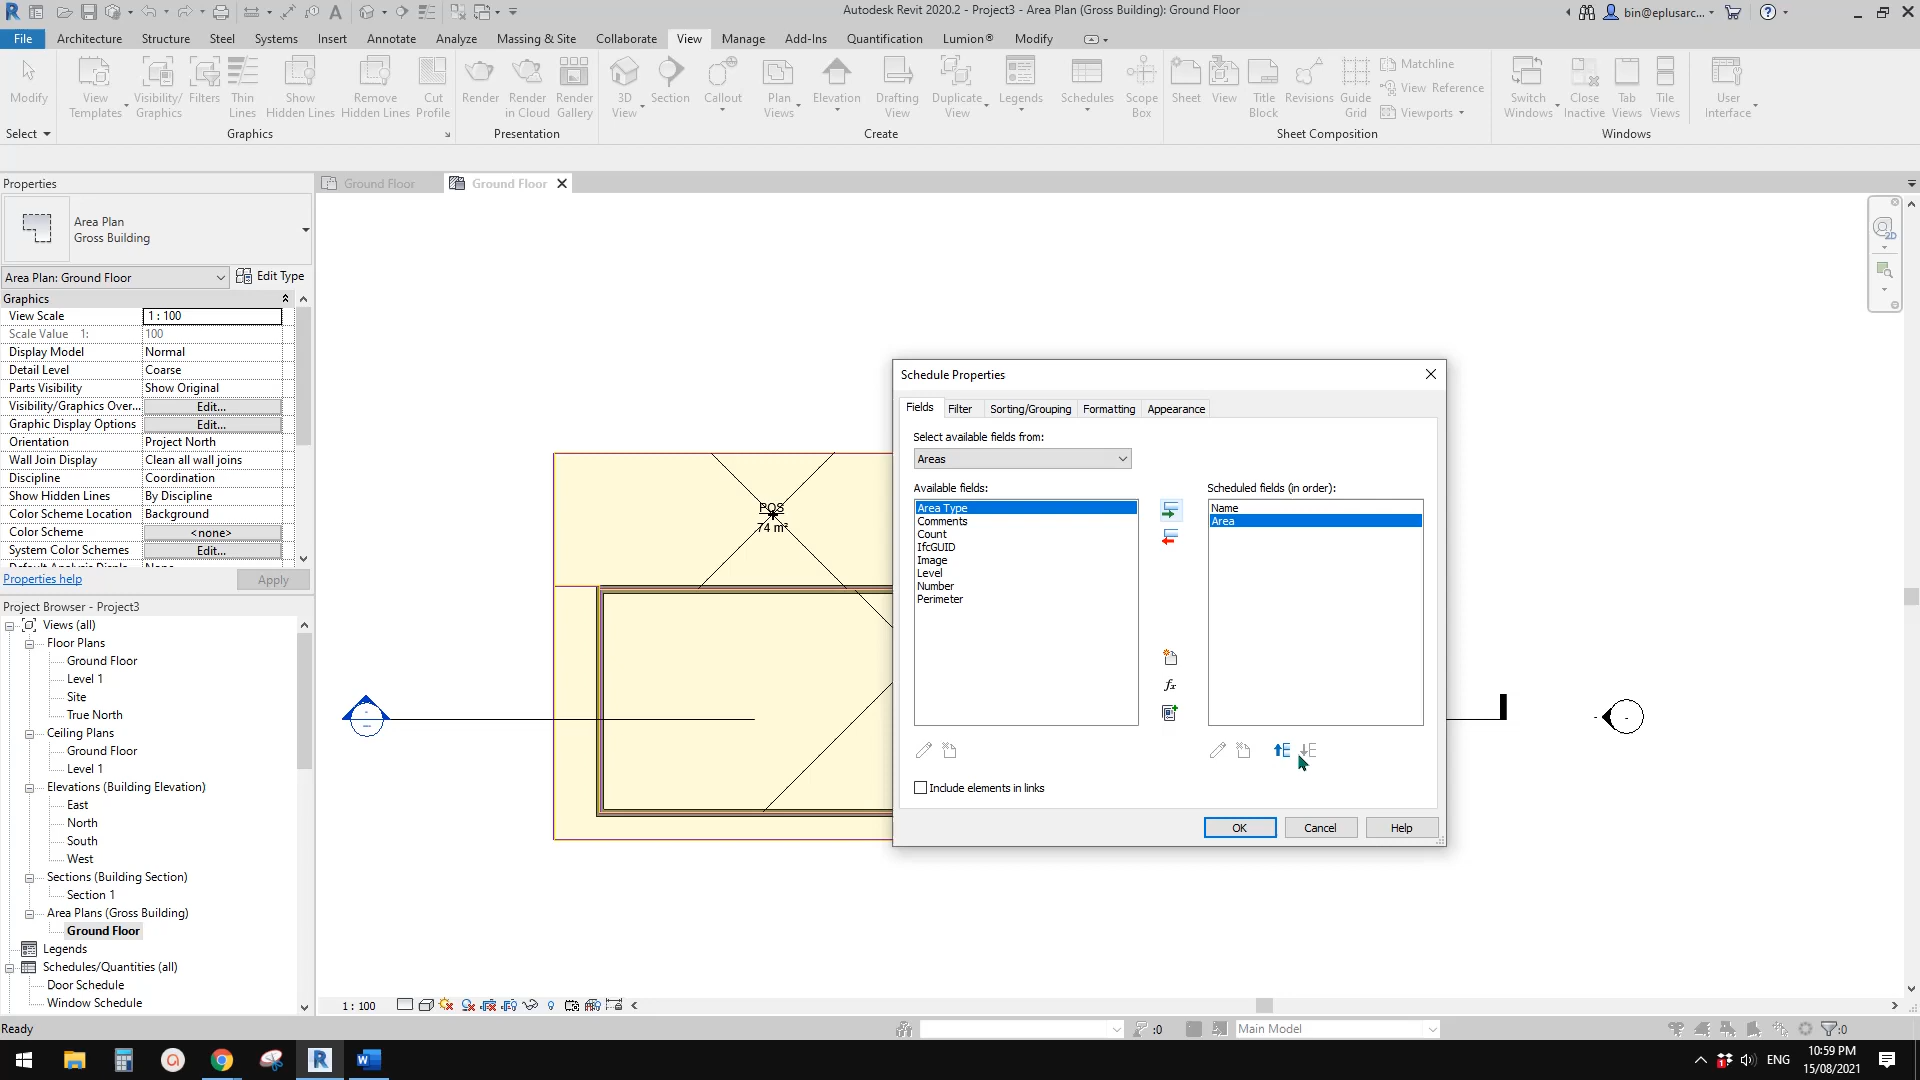 Autodesk Revit 2020.2 - Project3 - Area Plan (Gross Building): Ground Floor
bin@eplusarc...
File Architecture Structure Steel Systems Insert Annotate Analyze Massing & Site Collaborate View Manage Add-Ins Quantification Lumion® Modify
Modify
View Templates
Visibility/ Graphics
Filters
Thin Lines
Show Hidden Lines
Remove Hidden Lines
Cut Profile
Render
Render in Cloud
Render Gallery
3D View
Section
Callout
Plan Views
Elevation
Drafting View
Duplicate View
Legends
Schedules
Scope Box
Sheet
View
Title Block
Revisions
Guide Grid
Matchline
View Reference
Viewports
Switch Windows
Close Inactive
Tab Views
Tile Views
User Interface
Select Graphics Presentation Create Sheet Composition Windows
Properties
Ground Floor
Ground Floor
Area Plan
Gross Building
Area Plan: Ground Floor
Edit Type
Graphics
View Scale 1 : 100
Scale Value 1: 100
Display Model Normal
Detail Level Coarse
Parts Visibility Show Original
Visibility/Graphics Over... Edit...
Graphic Display Options Edit...
Orientation Project North
Wall Join Display Clean all wall joins
Discipline Coordination
Show Hidden Lines By Discipline
Color Scheme Location Background
Color Scheme <none>
System Color Schemes Edit...
Properties help
Apply
Project Browser - Project3
Views (all)
Floor Plans
Ground Floor
Level 1
Site
True North
Ceiling Plans
Ground Floor
Level 1
Elevations (Building Elevation)
East
North
South
West
Sections (Building Section)
Section 1
Area Plans (Gross Building)
Ground Floor
Legends
Schedules/Quantities (all)
Door Schedule
Window Schedule
POS
74 m²
Schedule Properties
Fields Filter Sorting/Grouping Formatting Appearance
Select available fields from:
Areas
Available fields:
Area Type
Comments
Count
IfcGUID
Image
Level
Number
Perimeter
Scheduled fields (in order):
Name
Area
fx
Include elements in links
OK Cancel Help
1 : 100
Ready
:0
Main Model
:0
ENG
10:59 PM
15/08/2021